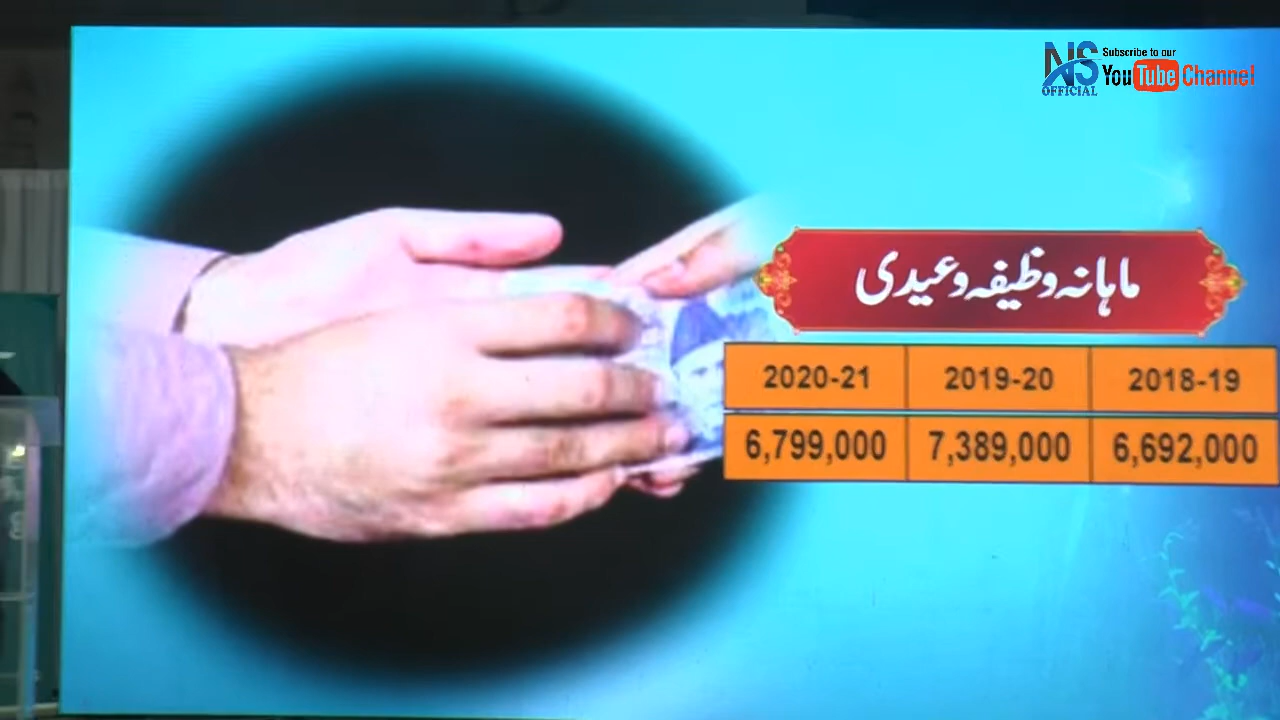 NS Subscribe to our
OFFICIAL YouTube Channel
ماہانہ وظیفہ و عیدی
2020-21 2019-20 2018-19
6,799,000 7,389,000 6,692,000